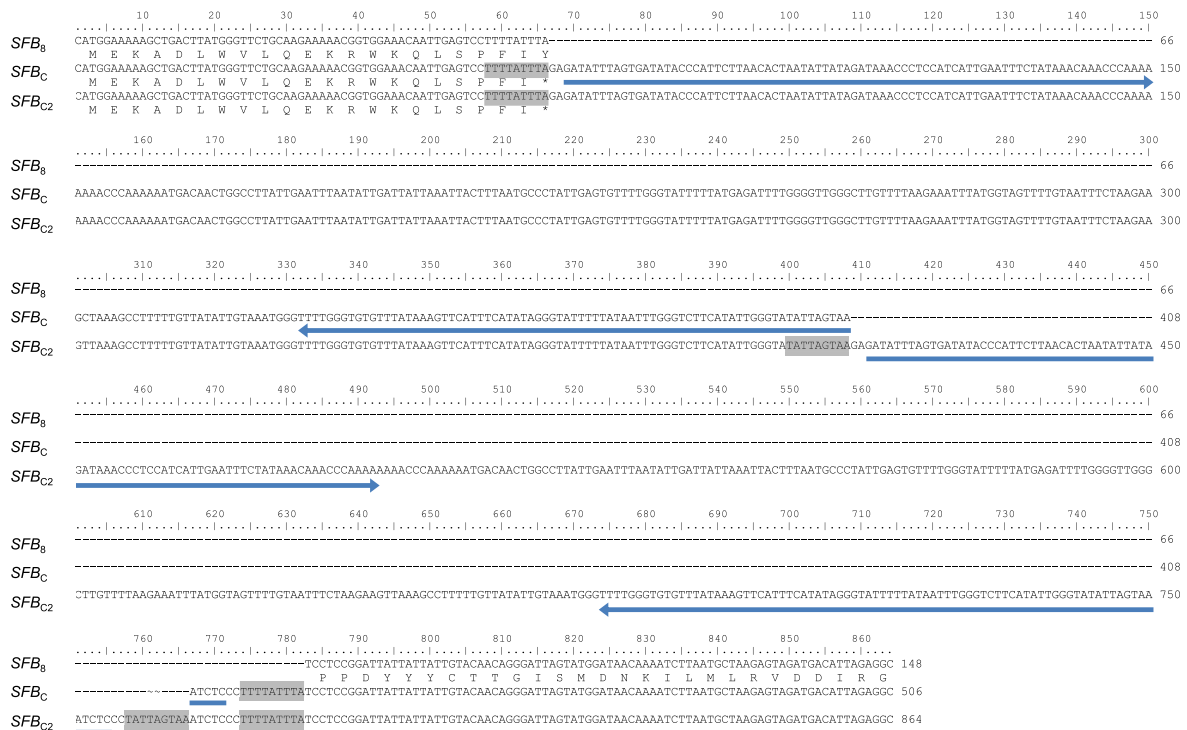 10 20 30 40 50 60 70 80 90 100 110 120 130 140 150
SFB8 CATGGAAAAAGCTGACTTATGGGTTCTGCAAGAAAAACGGTGGAAACAATTGAGTCCTTTTATTTA------------------------------------------------------------------------------------ 66
M E K A D L W V L Q E K R W K Q L S P F I Y
SFBC CATGGAAAAAGCTGACTTATGGGTTCTGCAAGAAAAACGGTGGAAACAATTGAGTCCTTTTATTTAGAGATATTTAGTGATATACCCATTCTTAACACTAATATTATAGATAAACCCTCCATCATTGAATTTCTATAAACAAACCCAAAA 150
M E K A D L W V L Q E K R W K Q L S P F I *
SFBC2 CATGGAAAAAGCTGACTTATGGGTTCTGCAAGAAAAACGGTGGAAACAATTGAGTCCTTTTATTTAGAGATATTTAGTGATATACCCATTCTTAACACTAATATTATAGATAAACCCTCCATCATTGAATTTCTATAAACAAACCCAAAA 150
M E K A D L W V L Q E K R W K Q L S P F I *
160 170 180 190 200 210 220 230 240 250 260 270 280 290 300
SFB8 ------------------------------------------------------------------------------------------------------------------------------------------------------ 66
SFBC AAAACCCAAAAAATGACAACTGGCCTTATTGAATTTAATATTGATTATTAAATTACTTTAATGCCCTATTGAGTGTTTTGGGTATTTTTATGAGATTTTGGGGTTGGGCTTGTTTTAAGAAATTTATGGTAGTTTTGTAATTTCTAAGAA 300
SFBC2 AAAACCCAAAAAATGACAACTGGCCTTATTGAATTTAATATTGATTATTAAATTACTTTAATGCCCTATTGAGTGTTTTGGGTATTTTTATGAGATTTTGGGGTTGGGCTTGTTTTAAGAAATTTATGGTAGTTTTGTAATTTCTAAGAA 300
310 320 330 340 350 360 370 380 390 400 410 420 430 440 450
SFB8 ------------------------------------------------------------------------------------------------------------------------------------------------------ 66
SFBC GCTAAAGCCTTTTTGTTATATTGTAAATGGGTTTTGGGTGTGTTTATAAAGTTCATTTCATATAGGGTATTTTTATAATTTGGGTCTTCATATTGGGTATATTAGTAA------------------------------------------ 408
SFBC2 GTTAAAGCCTTTTTGTTATATTGTAAATGGGTTTTGGGTGTGTTTATAAAGTTCATTTCATATAGGGTATTTTTATAATTTGGGTCTTCATATTGGGTATATTAGTAAGAGATATTTAGTGATATACCCATTCTTAACACTAATATTATA 450
460 470 480 490 500 510 520 530 540 550 560 570 580 590 600
SFB8 ------------------------------------------------------------------------------------------------------------------------------------------------------ 66
SFBC ------------------------------------------------------------------------------------------------------------------------------------------------------ 408
SFBC2 GATAAACCCTCCATCATTGAATTTCTATAAACAAACCCAAAAAAAACCCAAAAAATGACAACTGGCCTTATTGAATTTAATATTGATTATTAAATTACTTTAATGCCCTATTGAGTGTTTTGGGTATTTTTATGAGATTTTGGGGTTGGG 600
610 620 630 640 650 660 670 680 690 700 710 720 730 740 750
SFB8 ------------------------------------------------------------------------------------------------------------------------------------------------------ 66
SFBC ------------------------------------------------------------------------------------------------------------------------------------------------------ 408
SFBC2 CTTGTTTTAAGAAATTTATGGTAGTTTTGTAATTTCTAAGAAGTTAAAGCCTTTTTGTTATATTGTAAATGGGTTTTGGGTGTGTTTATAAAGTTCATTTCATATAGGGTATTTTTATAATTTGGGTCTTCATATTGGGTATATTAGTAA 750
760 770 780 790 800 810 820 830 840 850 860
SFB8 --------------------------------TCCTCCGGATTATTATTATTGTACAACAGGGATTAGTATGGATAACAAAATCTTAATGCTAAGAGTAGATGACATTAGAGGC 148
P P D Y Y Y C T T G I S M D N K I L M L R V D D I R G
SFBC ----------~~----ATCTCCCTTTTATTTATCCTCCGGATTATTATTATTGTACAACAGGGATTAGTATGGATAACAAAATCTTAATGCTAAGAGTAGATGACATTAGAGGC 506
SFBC2 ATCTCCCTATTAGTAAATCTCCCTTTTATTTATCCTCCGGATTATTATTATTGTACAACAGGGATTAGTATGGATAACAAAATCTTAATGCTAAGAGTAGATGACATTAGAGGC 864